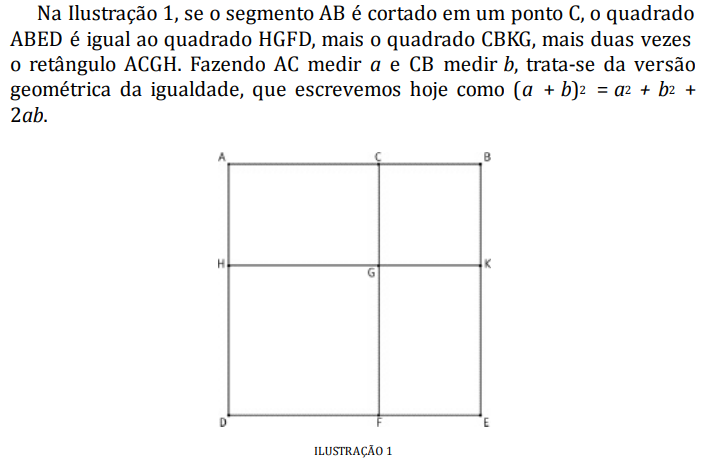 Na Ilustração 1, se o segmento AB é cortado em um ponto C, o quadrado
ABED é igual ao quadrado HGFD, mais o quadrado CBKG, mais duas vezes
o retângulo ACGH. Fazendo AC medir a e CB medir b, trata-se da versão
geométrica da igualdade, que escrevemos hoje como (a + b)2 = a2 + b2 +
2ab.
A C B
H G K
D F E
ILUSTRAÇÃO 1